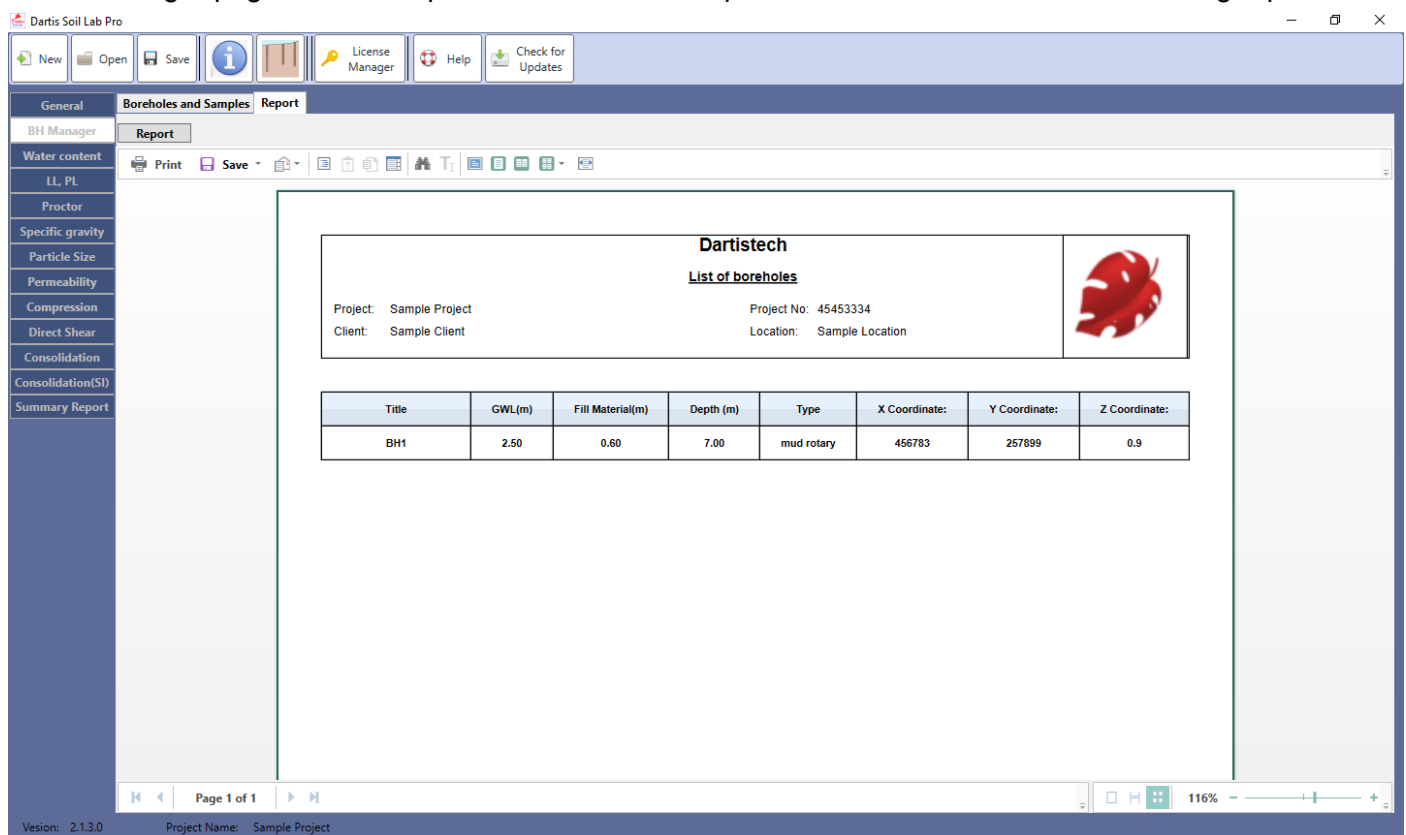 Dartis Soil Lab Pro
New Open Save License Manager Help Check for Updates
General
BH Manager
Water content
LL, PL
Proctor
Specific gravity
Particle Size
Permeability
Compression
Direct Shear
Consolidation
Consolidation(SI)
Summary Report
Boreholes and Samples Report
Report
Print Save
Dartistech
List of boreholes
Project: Sample Project Project No: 45453334
Client: Sample Client Location: Sample Location
Title GWL(m) Fill Material(m) Depth (m) Type X Coordinate: Y Coordinate: Z Coordinate:
BH1 2.50 0.60 7.00 mud rotary 456783 257899 0.9
Page 1 of 1 116%
Vesion: 2.1.3.0 Project Name: Sample Project